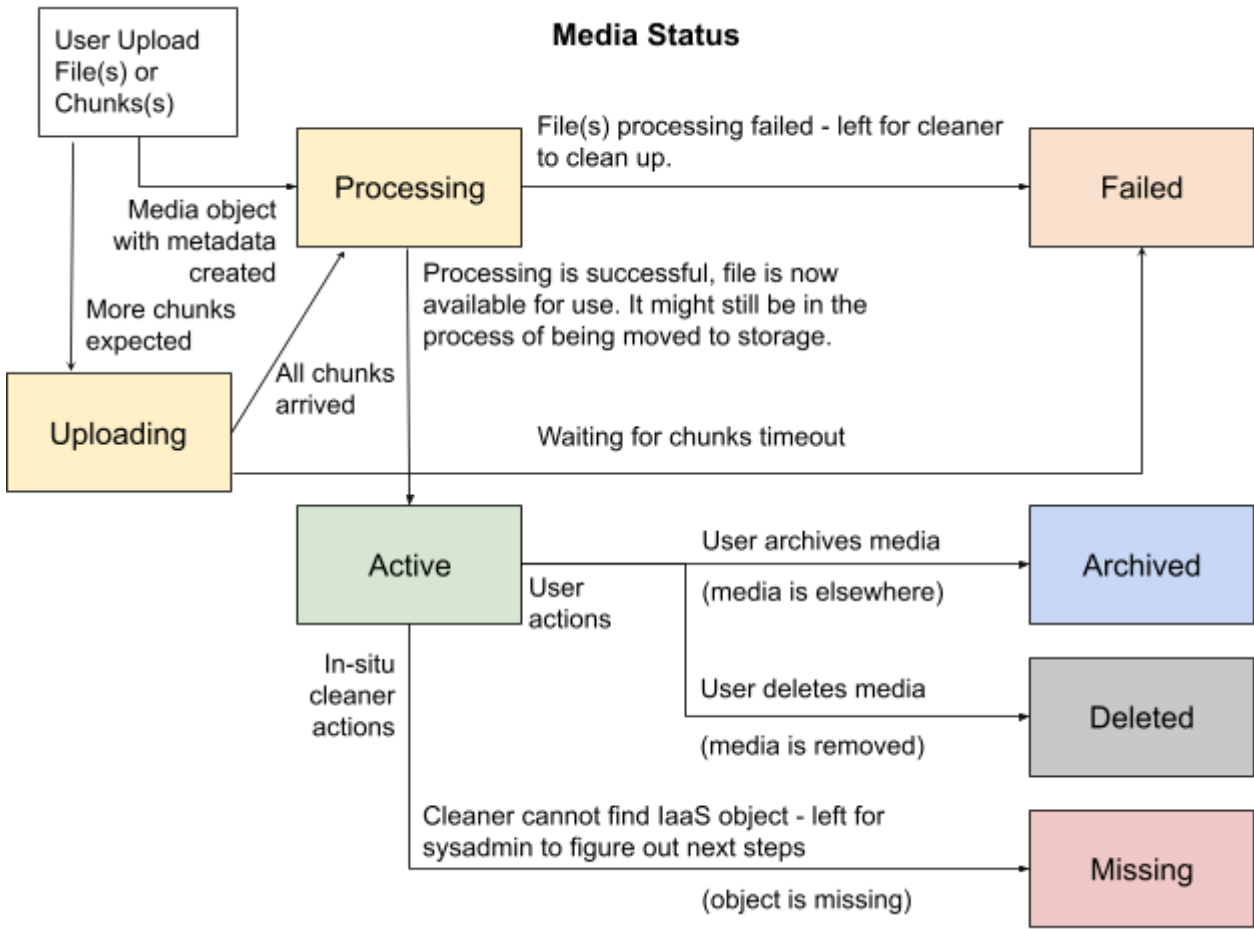 Media Status
User Upload
File(s) or
Chunks(s)
File(s) processing failed - left for cleaner
to clean up.
Processing
Failed
Media object
with metadata
created
Processing is successful, file is now
available for use. It might still be in the
process of being moved to storage.
More chunks
expected
All chunks
arrived
Uploading
Waiting for chunks timeout
Active
User
actions
User archives media
(media is elsewhere)
Archived
In-situ
cleaner
actions
User deletes media
(media is removed)
Deleted
Cleaner cannot find IaaS object - left for
sysadmin to figure out next steps
(object is missing)
Missing